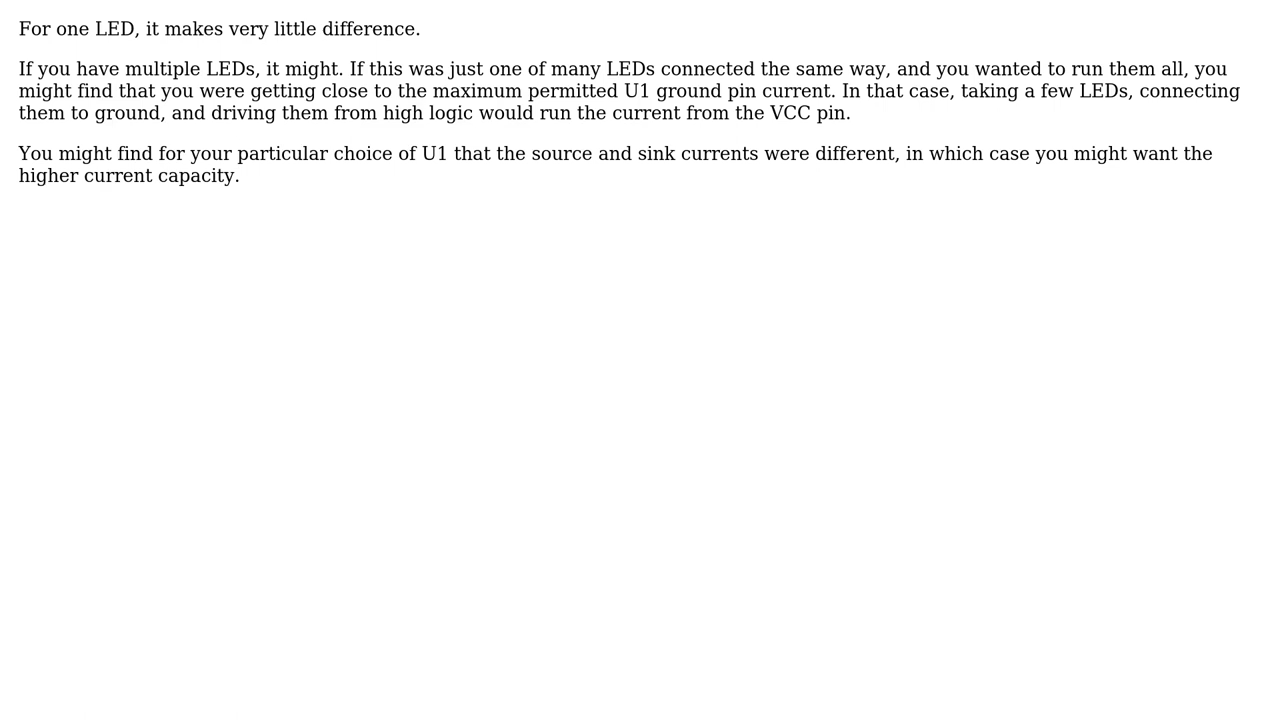 For one LED, it makes very little difference.
If you have multiple LEDs, it might. If this was just one of many LEDs connected the same way, and you wanted to run them all, you
might find that you were getting close to the maximum permitted U1 ground pin current. In that case, taking a few LEDs, connecting
them to ground, and driving them from high logic would run the current from the VCC pin.
You might find for your particular choice of U1 that the source and sink currents were different, in which case you might want the
higher current capacity.